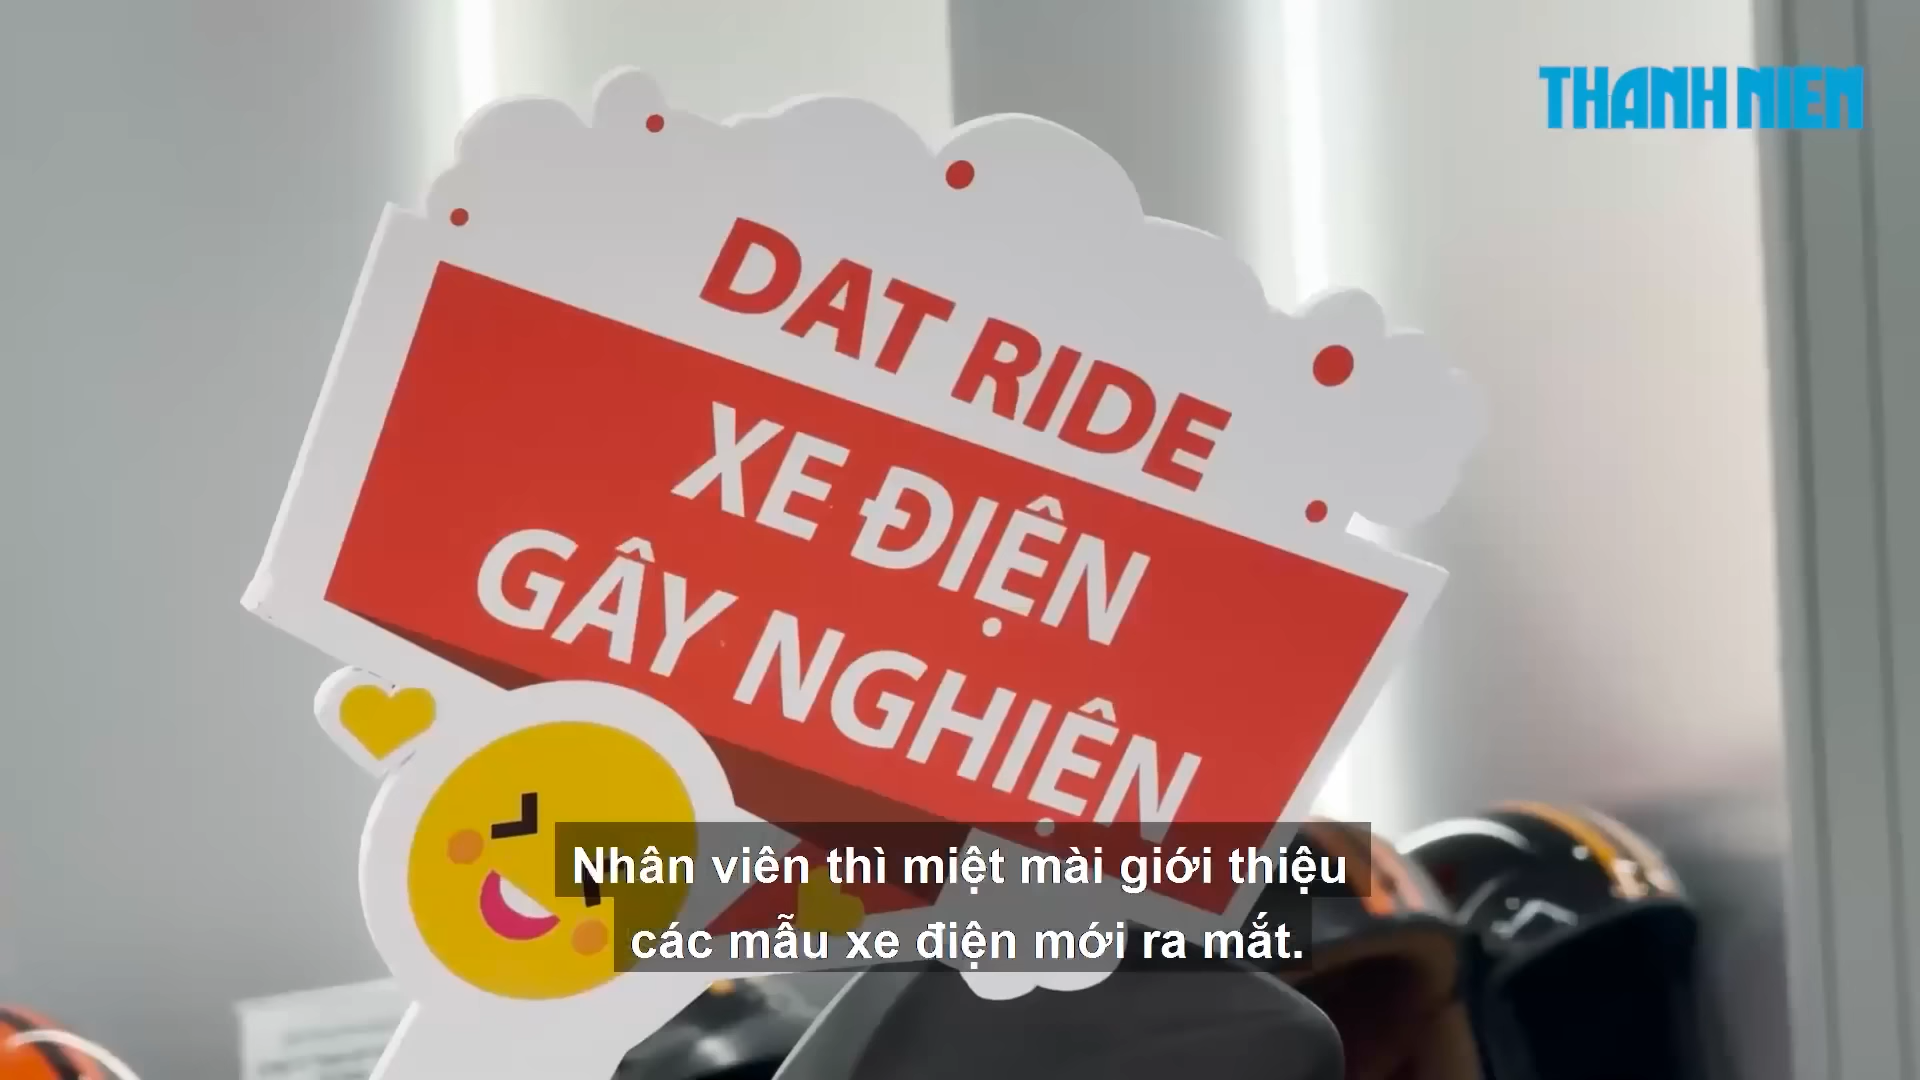 THANH NIEN
DAT RIDE
XE ĐIỆN
GÂY NGHIỆN
Nhân viên thì miệt mài giới thiệu
các mẫu xe điện mới ra mắt.